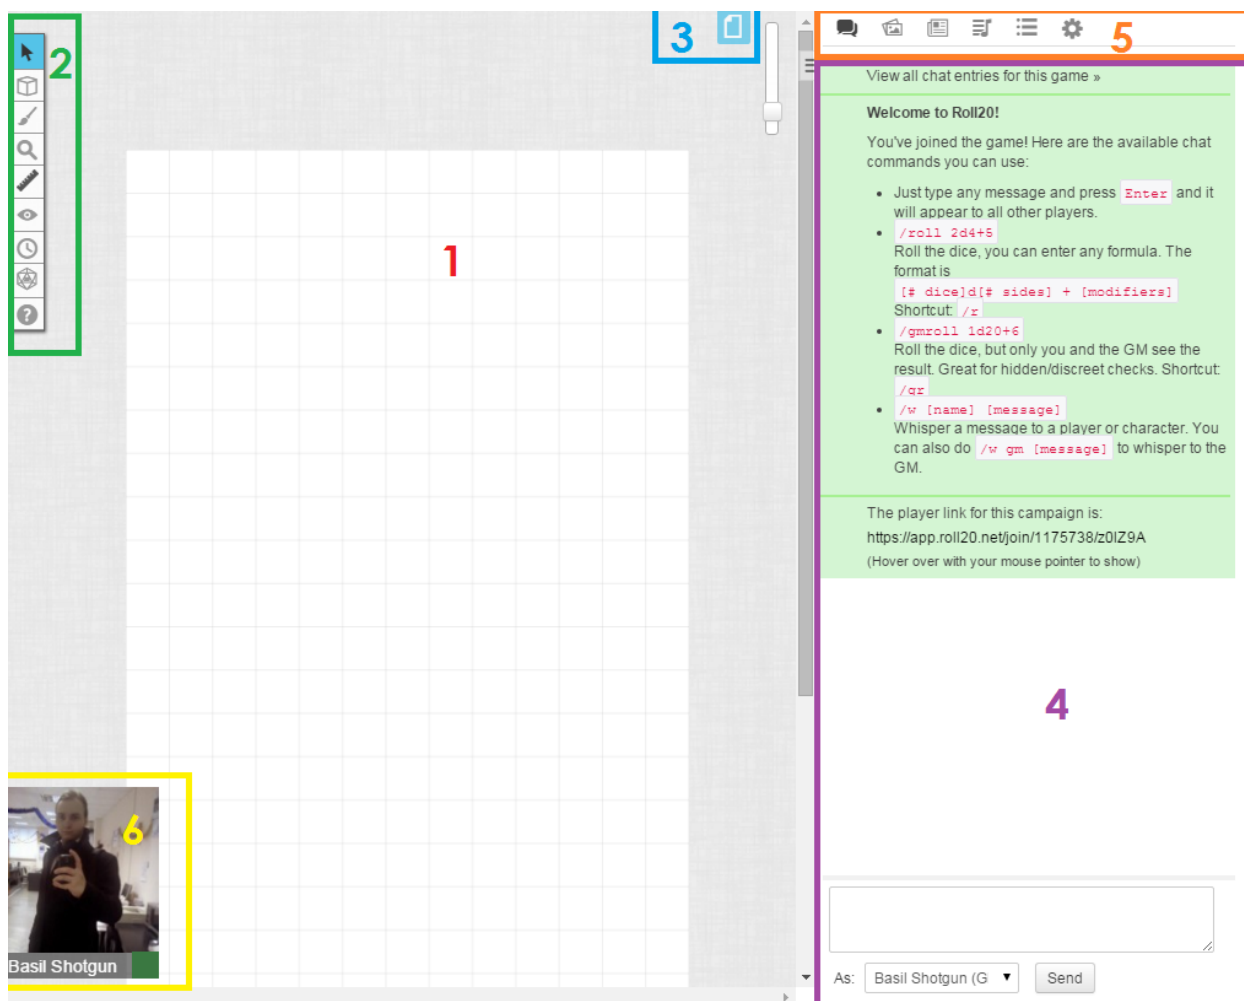 2
3
5
View all chat entries for this game »
Welcome to Roll20!
You've joined the game! Here are the available chat
commands you can use:
Just type any message and press Enter and it
will appear to all other players.
/roll 2d4+5
Roll the dice, you can enter any formula. The
format is
[# dice]d[# sides] + [modifiers]
Shortcut: /r
/gmroll 1d20+6
Roll the dice, but only you and the GM see the
result. Great for hidden/discreet checks. Shortcut:
/gr
/w [name] [message]
Whisper a message to a player or character. You
can also do /w gm [message] to whisper to the
GM.
The player link for this campaign is:
https://app.roll20.net/join/1175738/z0IZ9A
(Hover over with your mouse pointer to show)
1
4
6
Basil Shotgun
As: Basil Shotgun (G
Send